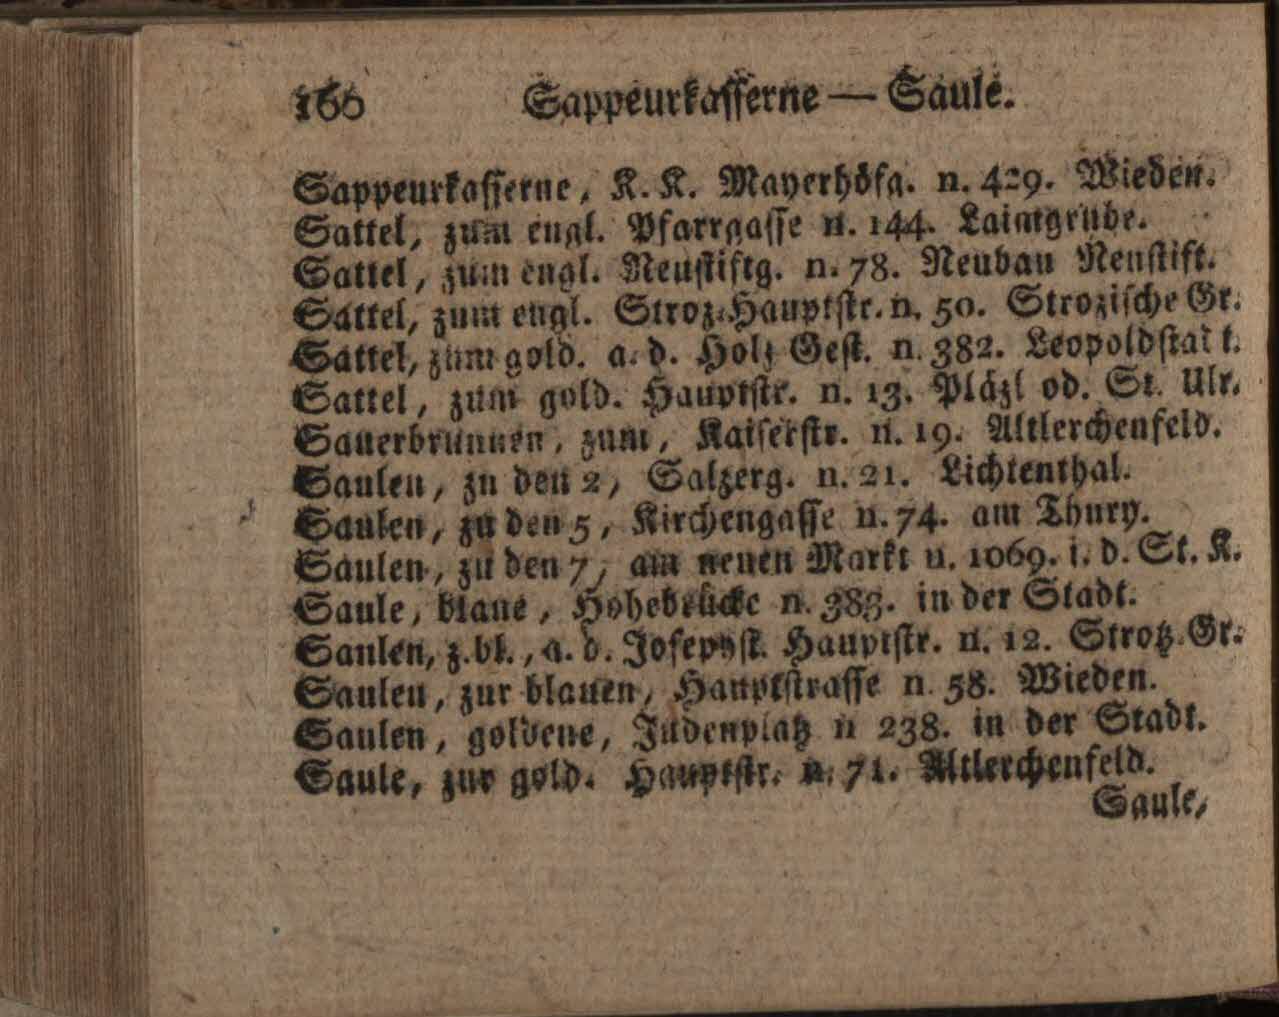 160 Sappeurkasserne — Saule.
Sappeurkasserne, K. K. Mayerhöfg. n. 429. Wieden.
Sattel, zum engl. Pfarrgasse n. 144. Laimgrube.
Sattel, zum engl. Neustiftg. n. 78. Neubau Neustift.
Sattel, zum engl. Stroz. Hauptstr. n. 50. Strozische Gr.
Sattel, zum gold. a. d. Holz Gest. n. 382. Leopoldstatt.
Sattel, zum gold. Hauptstr. n. 13. Pläzl od. St. Ulr.
Sauerbrunnen, zum, Kaiserstr. n. 19. Altlerchenfeld.
Saulen, zu den 2, Salzerg. n. 21. Lichtenthal.
Saulen, zu den 5, Kirchengasse n. 74. am Thury.
Saulen, zu den 7, am neuen Markt n. 1069. i. d. St. K.
Saule, blaue, Hohebrücke n. 383. in der Stadt.
Saulen, z. bl., a. d. Josephst. Hauptstr. n. 12. Strotz. Gr.
Saulen, zur blauen, Hauptstrasse n. 58. Wieden.
Saulen, goldene, Judenplatz n 238. in der Stadt.
Saule, zur gold. Hauptstr. n. 71. Altlerchenfeld.
Saule,